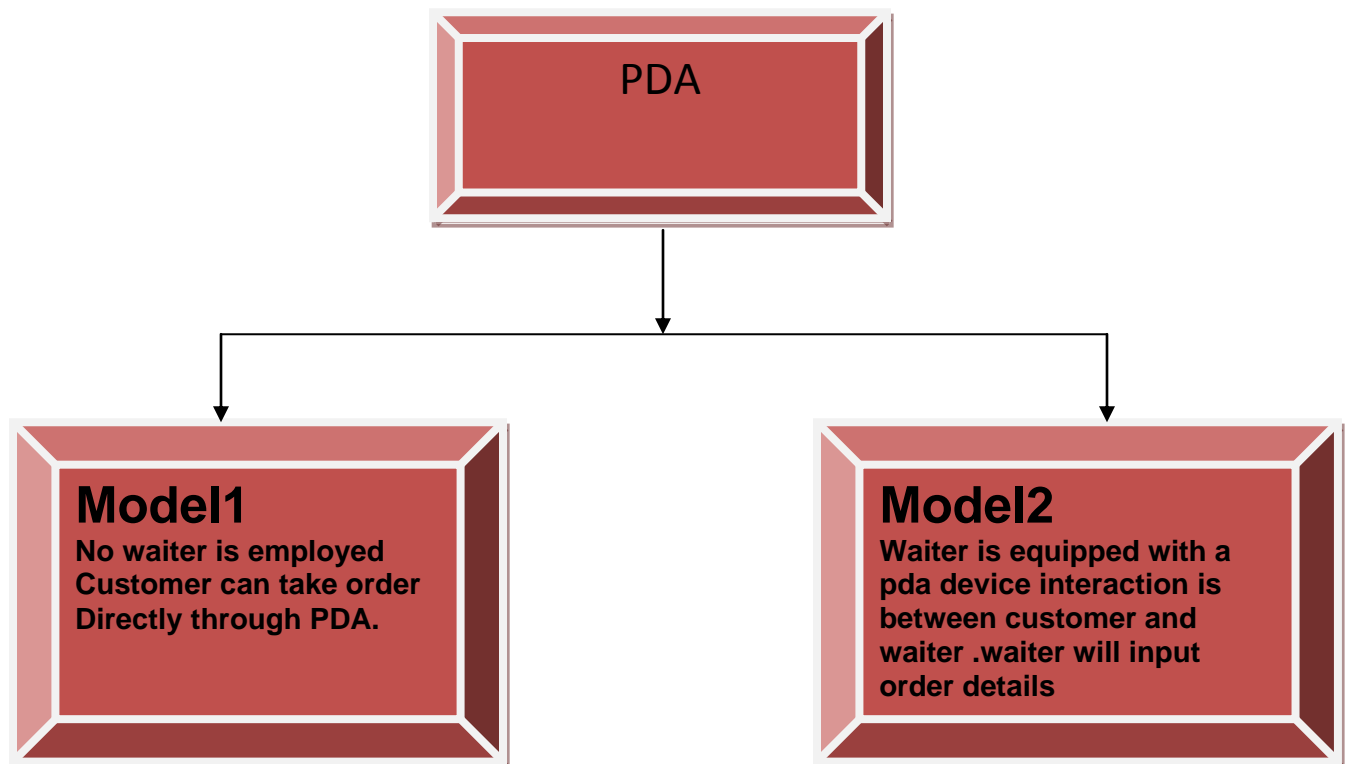 PDA
Model1
No waiter is employed
Customer can take order
Directly through PDA.
Model2
Waiter is equipped with a
pda device interaction is
between customer and
waiter .waiter will input
order details